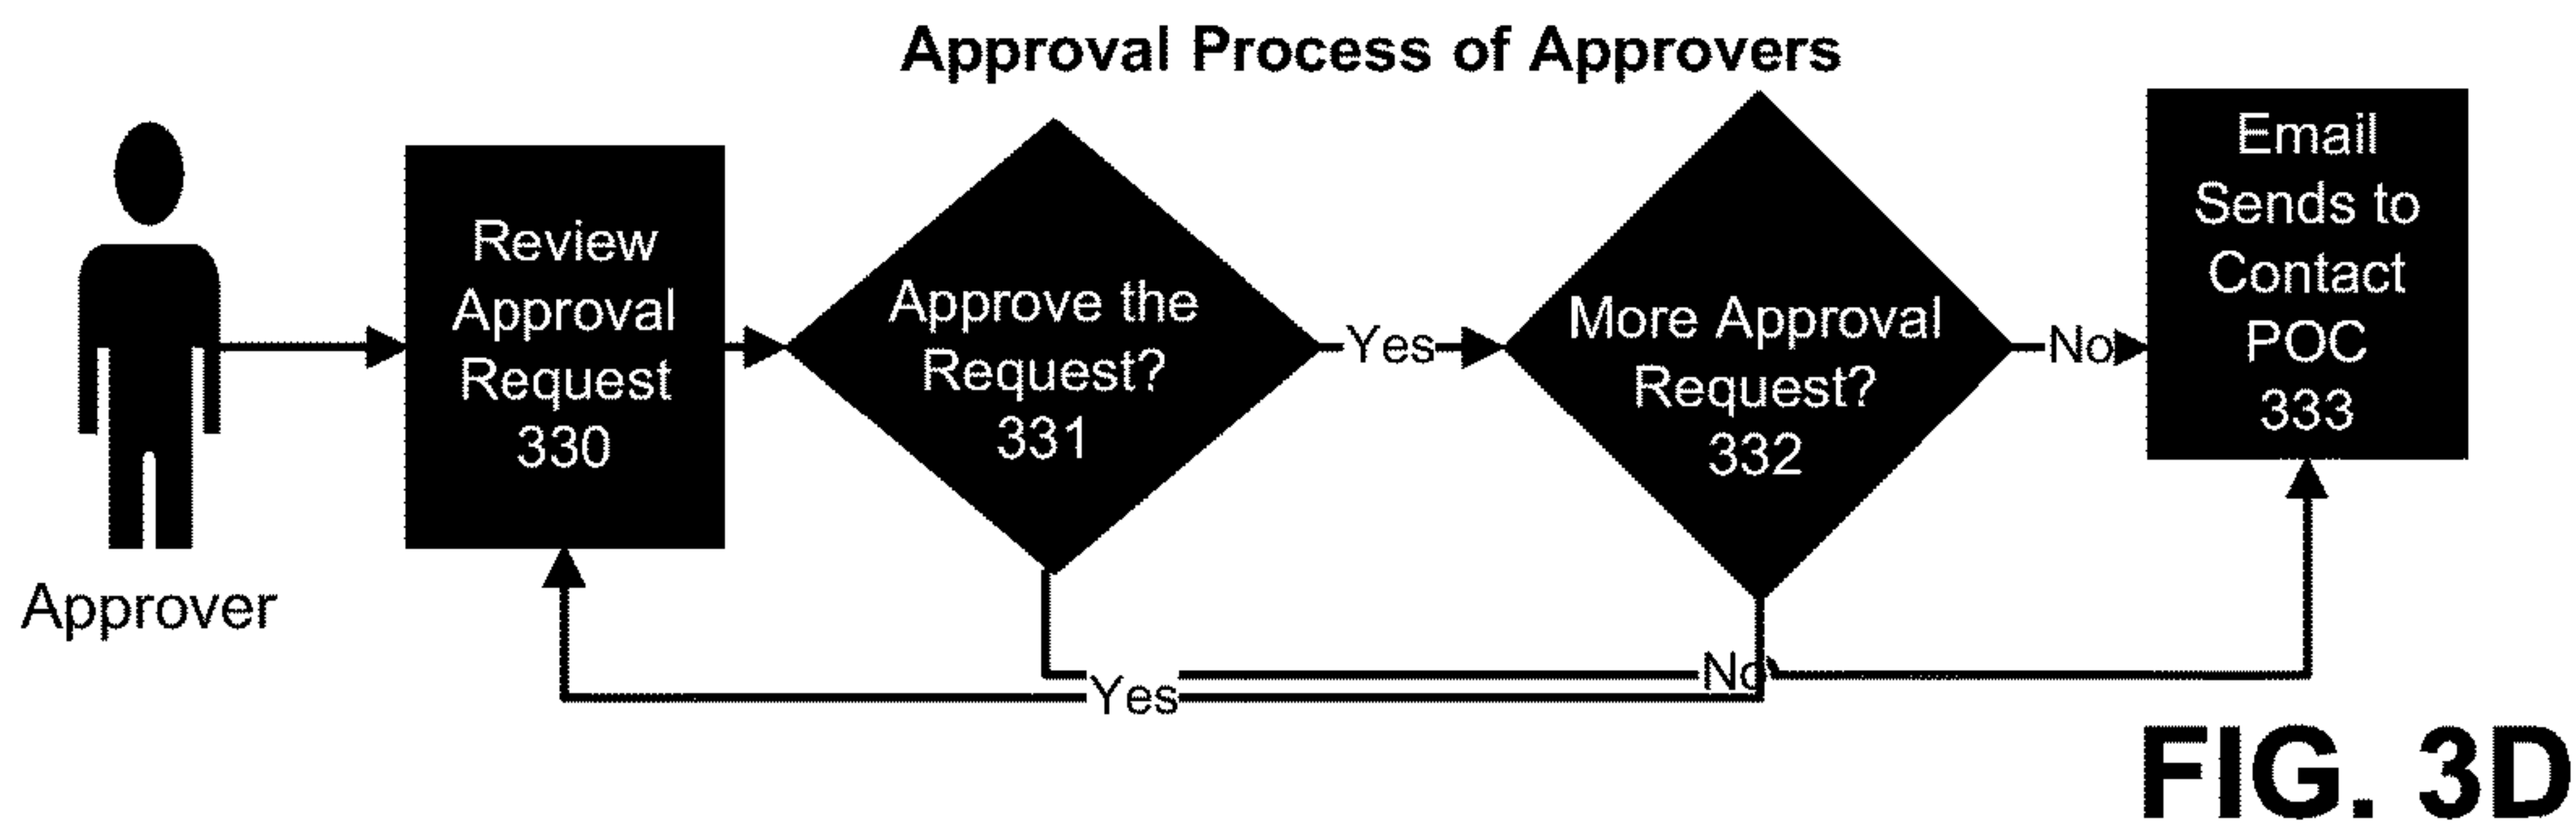 Approval Process of Approvers
Approver
Review
Approval
Request
330
Approve the
Request?
331
Yes
More Approval
Request?
332
No
Email
Sends to
Contact
POC
333
No
Yes
FIG. 3D